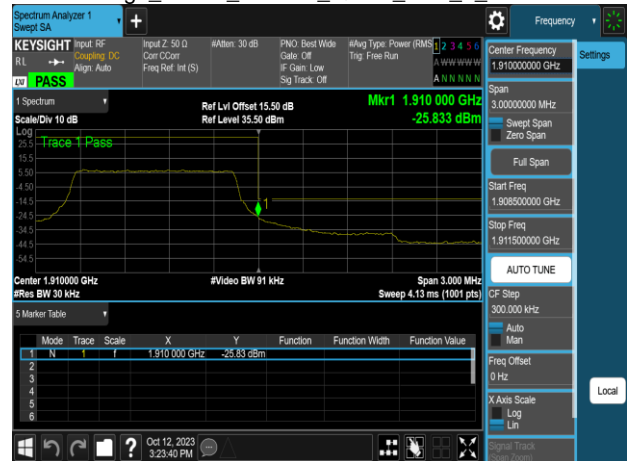 Spectrum Analyzer 1
Swept SA
Frequency
KEYSIGHT
Input: RF
Input Z: 50 Ω
#Atten: 30 dB
PNO: Best Wide
#Avg Type: Power (RMS
1 2 3 4 5 6
RL
Coupling: DC
Corr CCorr
Gate: Off
Trig: Free Run
A W W W W W
Align: Auto
Freq Ref: Int (S)
IF Gain: Low
Sig Track: Off
A N N N N N
LXI
PASS
Center Frequency
1.910000000 GHz
Settings
Span
3.00000000 MHz
Swept Span
Zero Span
Full Span
Start Freq
1.908500000 GHz
Stop Freq
1.911500000 GHz
AUTO TUNE
CF Step
300.000 kHz
Auto
Man
Freq Offset
0 Hz
X Axis Scale
Log
Lin
Signal Track
(Span Zoom)
Local
1 Spectrum
Ref Lvl Offset 15.50 dB
Mkr1 1.910 000 GHz
Scale/Div 10 dB
Ref Level 35.50 dBm
-25.833 dBm
Log
Trace 1 Pass
25.5
15.5
5.50
-4.50
-14.5
-24.5
-34.5
-44.5
-54.5
1
Center 1.910000 GHz
#Video BW 91 kHz
Span 3.000 MHz
#Res BW 30 kHz
Sweep 4.13 ms (1001 pts)
5 Marker Table
Mode Trace Scale X Y Function Function Width Function Value
1 N 1 f 1.910 000 GHz -25.83 dBm
2
3
4
5
6
Oct 12, 2023
3:23:40 PM